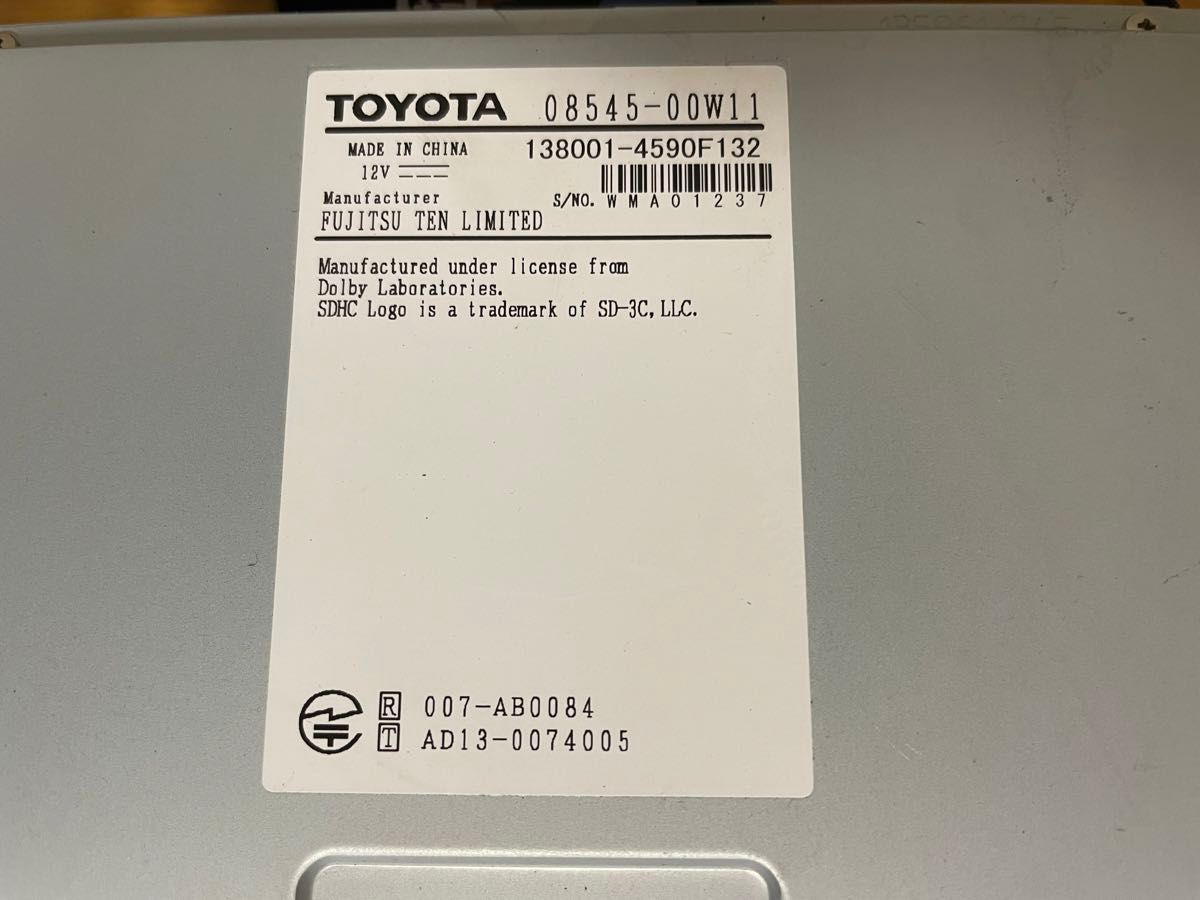 TOYOTA 08545-00W11
MADE IN CHINA 138001-4590F132
12V
Manufacturer S/NO. WMA01237
FUJITSU TEN LIMITED
Manufactured under license from
Dolby Laboratories.
SDHC Logo is a trademark of SD-3C, LLC.
R 007-AB0084
T AD13-0074005